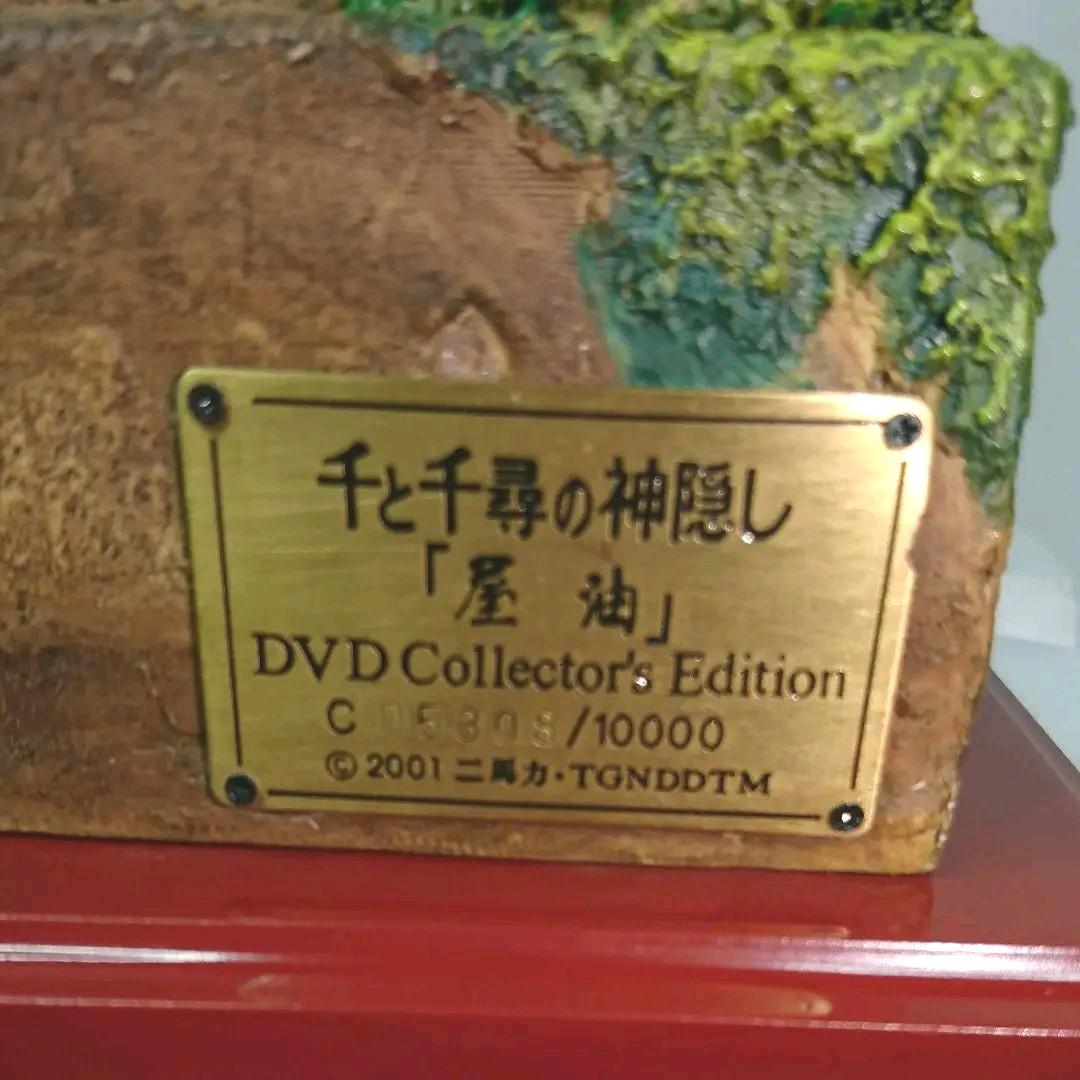 千と千尋の神隠し
「屋 油」
DVD Collector's Edition
C 05308/10000
© 2001 二馬力・TGNDDTM